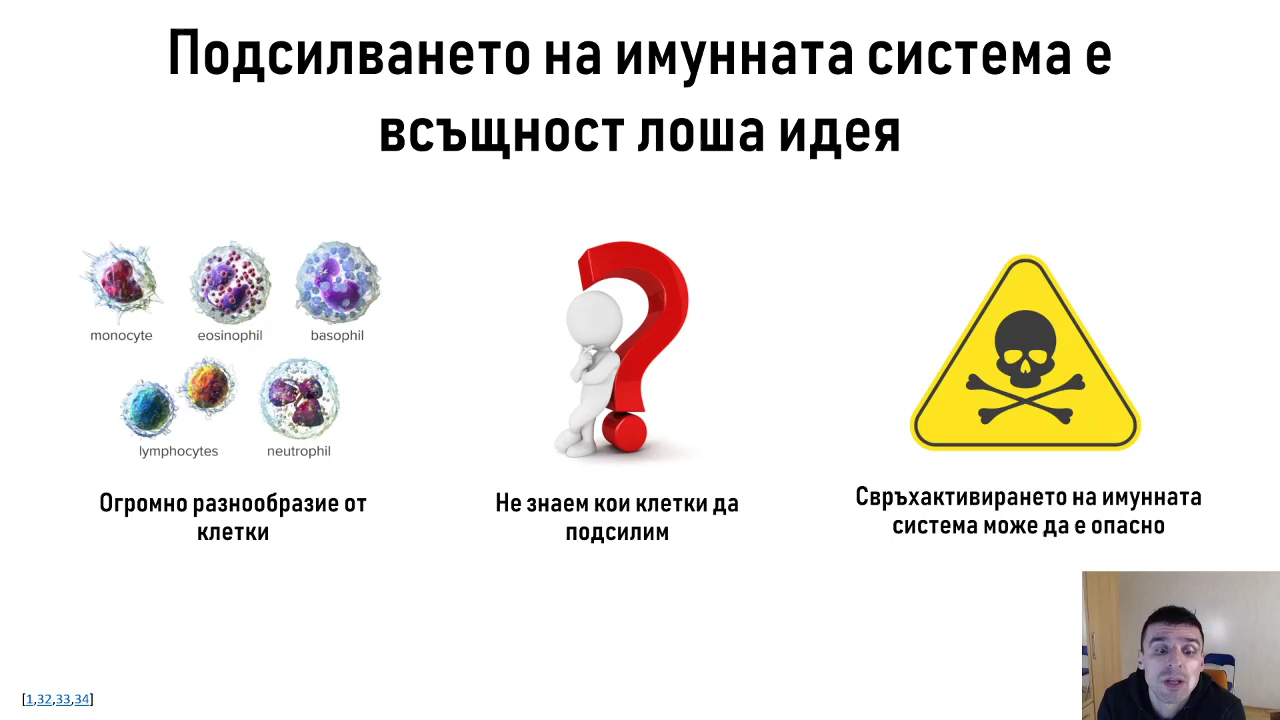 Подсилването на имунната система е
всъщност лоша идея
monocyte
eosinophil
basophil
lymphocytes
neutrophil
Огромно разнообразие от
клетки
Не знаем кои клетки да
подсилим
Свръхактивирането на имунната
система може да е опасно
[1,32,33,34]